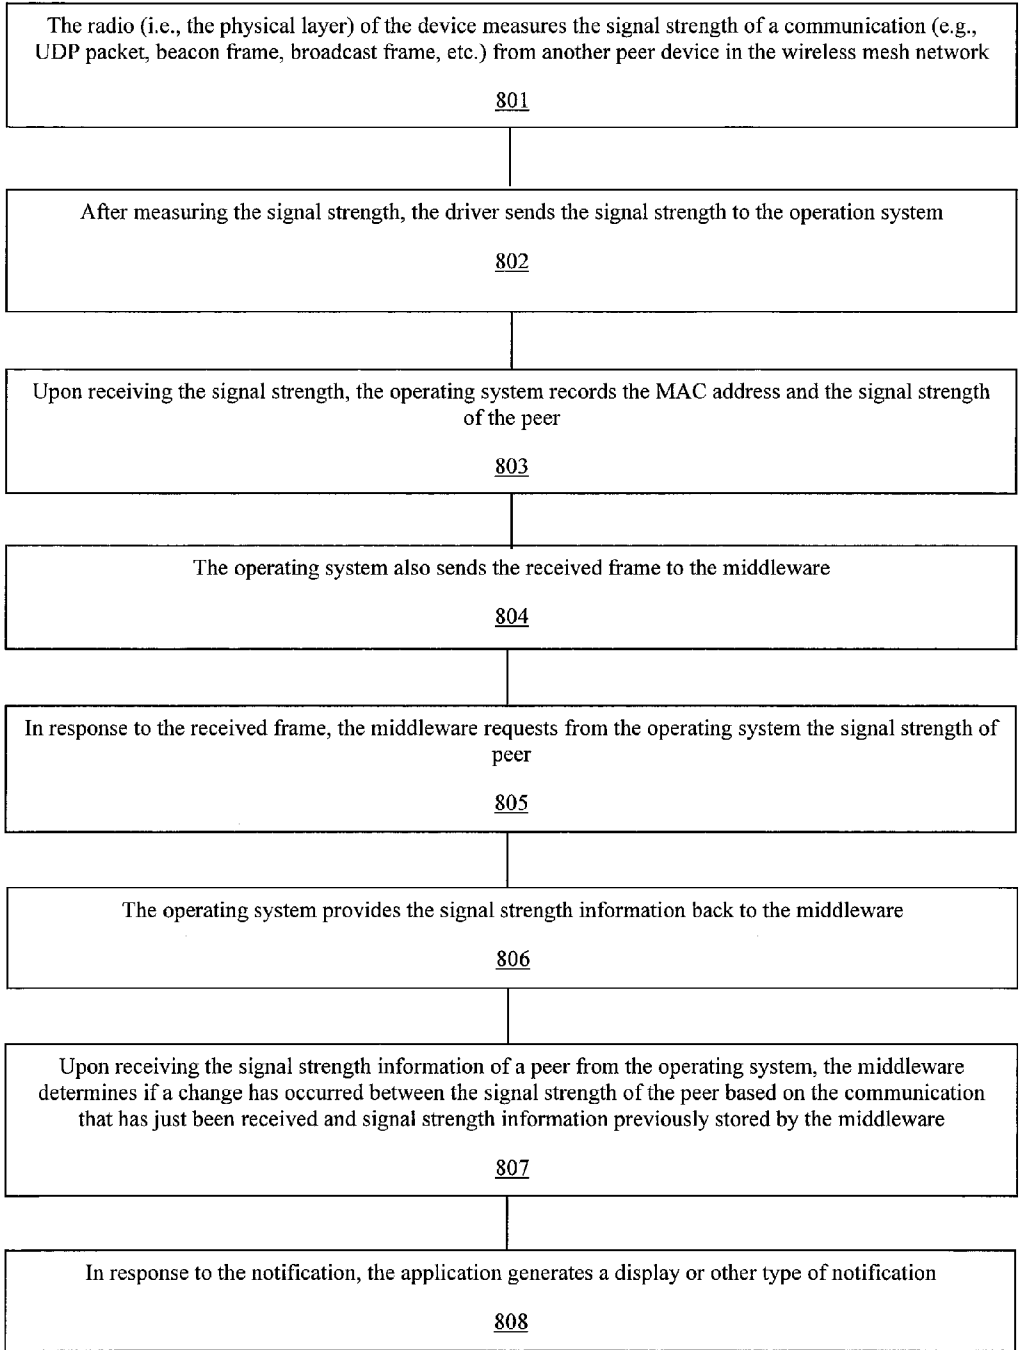 The radio (i.e., the physical layer) of the device measures the signal strength of a communication (e.g.,
UDP packet, beacon frame, broadcast frame, etc.) from another peer device in the wireless mesh network
801
After measuring the signal strength, the driver sends the signal strength to the operation system
802
Upon receiving the signal strength, the operating system records the MAC address and the signal strength
of the peer
803
The operating system also sends the received frame to the middleware
804
In response to the received frame, the middleware requests from the operating system the signal strength of
peer
805
The operating system provides the signal strength information back to the middleware
806
Upon receiving the signal strength information of a peer from the operating system, the middleware
determines if a change has occurred between the signal strength of the peer based on the communication
that has just been received and signal strength information previously stored by the middleware
807
In response to the notification, the application generates a display or other type of notification
808